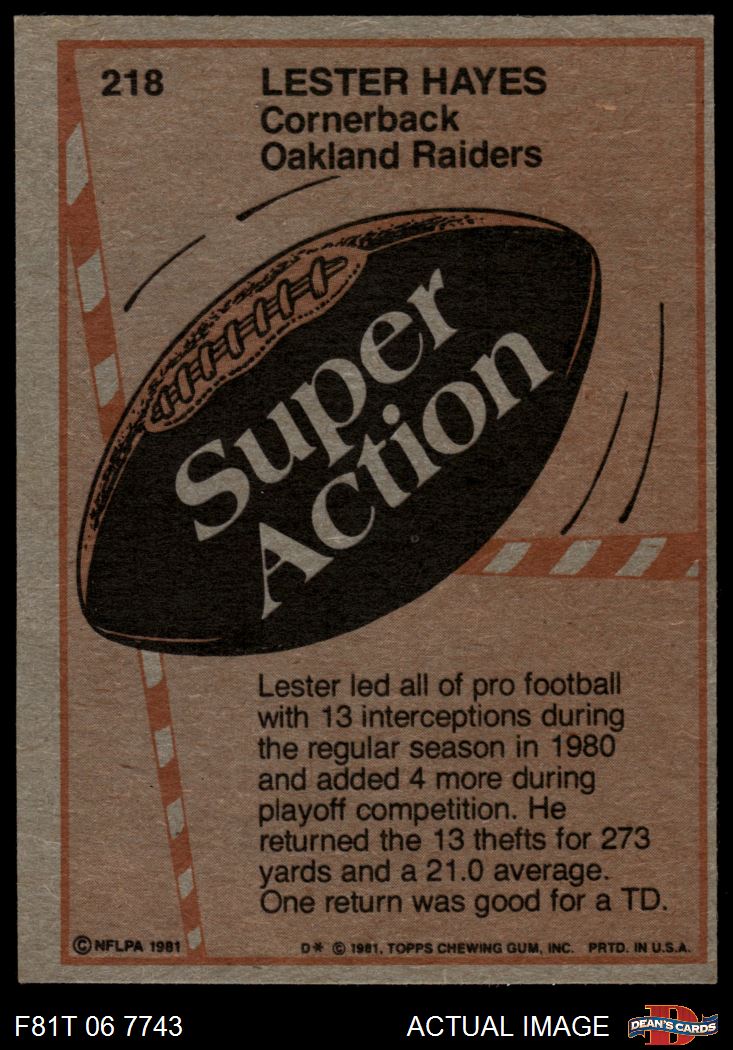 218
LESTER HAYES
Cornerback
Oakland Raiders
Super
Action
Lester led all of pro football
with 13 interceptions during
the regular season in 1980
and added 4 more during
playoff competition. He
returned the 13 thefts for 273
yards and a 21.0 average.
One return was good for a TD.
© NFLPA 1981
D* © 1981, TOPPS CHEWING GUM, INC. PRTD. IN U.S.A.
F81T 06 7743
ACTUAL IMAGE
D
DEAN'S CARDS